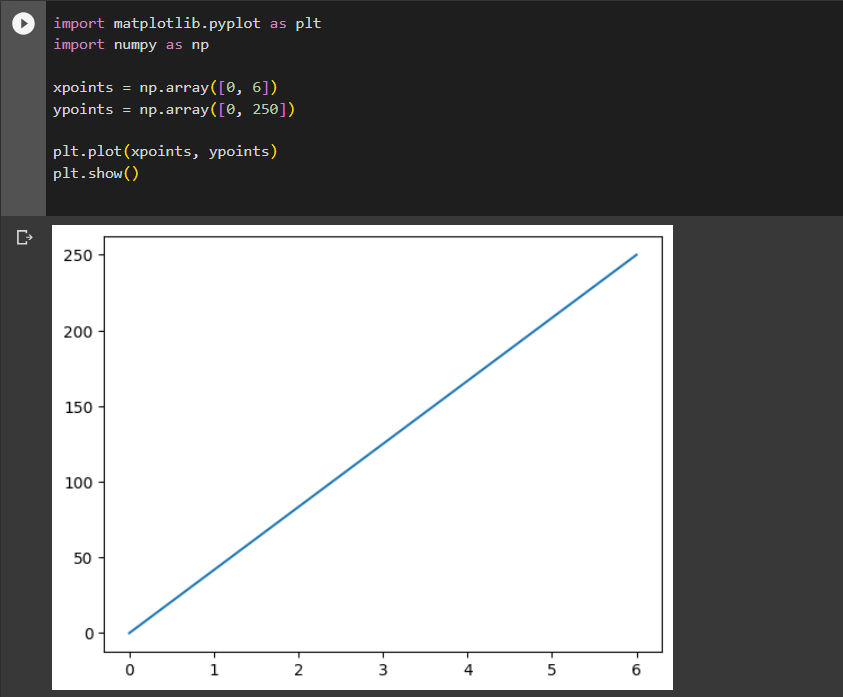 import matplotlib.pyplot as plt
import numpy as np
xpoints = np.array([0, 6])
ypoints = np.array([0, 250])
plt.plot(xpoints, ypoints)
plt.show()
250
200
150
100
50
0
0 1 2 3 4 5 6